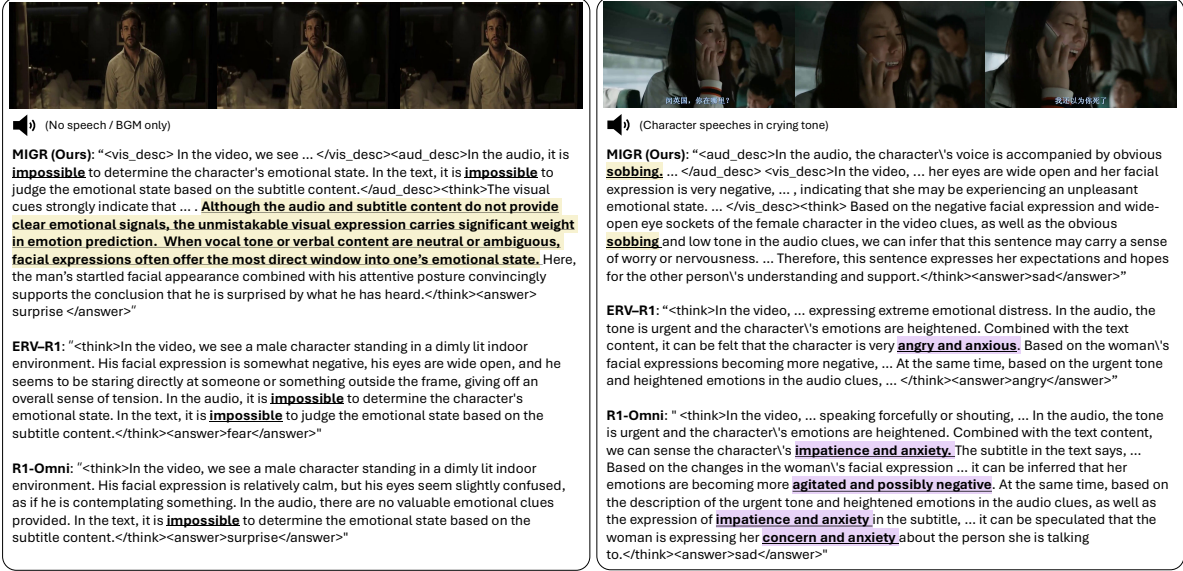 (No speech / BGM only)
MIGR (Ours): “<vis_desc> In the video, we see ... </vis_desc><aud_desc>In the audio, it is
impossible to determine the character's emotional state. In the text, it is impossible to
judge the emotional state based on the subtitle content.</aud_desc><think>The visual
cues strongly indicate that ... . Although the audio and subtitle content do not provide
clear emotional signals, the unmistakable visual expression carries significant weight
in emotion prediction. When vocal tone or verbal content are neutral or ambiguous,
facial expressions often offer the most direct window into one's emotional state. Here,
the man's startled facial appearance combined with his attentive posture convincingly
supports the conclusion that he is surprised by what he has heard.</think><answer>
surprise </answer>"
ERV–R1: "<think>In the video, we see a male character standing in a dimly lit indoor
environment. His facial expression is somewhat negative, his eyes are wide open, and he
seems to be staring directly at someone or something outside the frame, giving off an
overall sense of tension. In the audio, it is impossible to determine the character's
emotional state. In the text, it is impossible to judge the emotional state based on the
subtitle content.</think><answer>fear</answer>"
R1-Omni: "<think>In the video, we see a male character standing in a dimly lit indoor
environment. His facial expression is relatively calm, but his eyes seem slightly confused,
as if he is contemplating something. In the audio, there are no valuable emotional clues
provided. In the text, it is impossible to determine the emotional state based on the
subtitle content.</think><answer>surprise</answer>"
问英国，你在哪里？
我还以为你死了
(Character speeches in crying tone)
MIGR (Ours): “<aud_desc>In the audio, the character\'s voice is accompanied by obvious
sobbing. ... </aud_desc> <vis_desc>In the video, ... her eyes are wide open and her facial
expression is very negative, ... , indicating that she may be experiencing an unpleasant
emotional state. ... </vis_desc><think> Based on the negative facial expression and wide-
open eye sockets of the female character in the video clues, as well as the obvious
sobbing and low tone in the audio clues, we can infer that this sentence may carry a sense
of worry or nervousness. ... Therefore, this sentence expresses her expectations and hopes
for the other person\'s understanding and support.</think><answer>sad</answer>”
ERV–R1: “<think>In the video, ... expressing extreme emotional distress. In the audio, the
tone is urgent and the character\'s emotions are heightened. Combined with the text
content, it can be felt that the character is very angry and anxious. Based on the woman\'s
facial expressions becoming more negative, ... At the same time, based on the urgent tone
and heightened emotions in the audio clues, ... </think><answer>angry</answer>”
R1-Omni: " <think>In the video, ... speaking forcefully or shouting, ... In the audio, the tone
is urgent and the character\'s emotions are heightened. Combined with the text content,
we can sense the character\'s impatience and anxiety. The subtitle in the text says, ...
Based on the changes in the woman\'s facial expression ... it can be inferred that her
emotions are becoming more agitated and possibly negative. At the same time, based on
the description of the urgent tone and heightened emotions in the audio clues, as well as
the expression of impatience and anxiety in the subtitle, ... it can be speculated that the
woman is expressing her concern and anxiety about the person she is talking
to.</think><answer>sad</answer>"